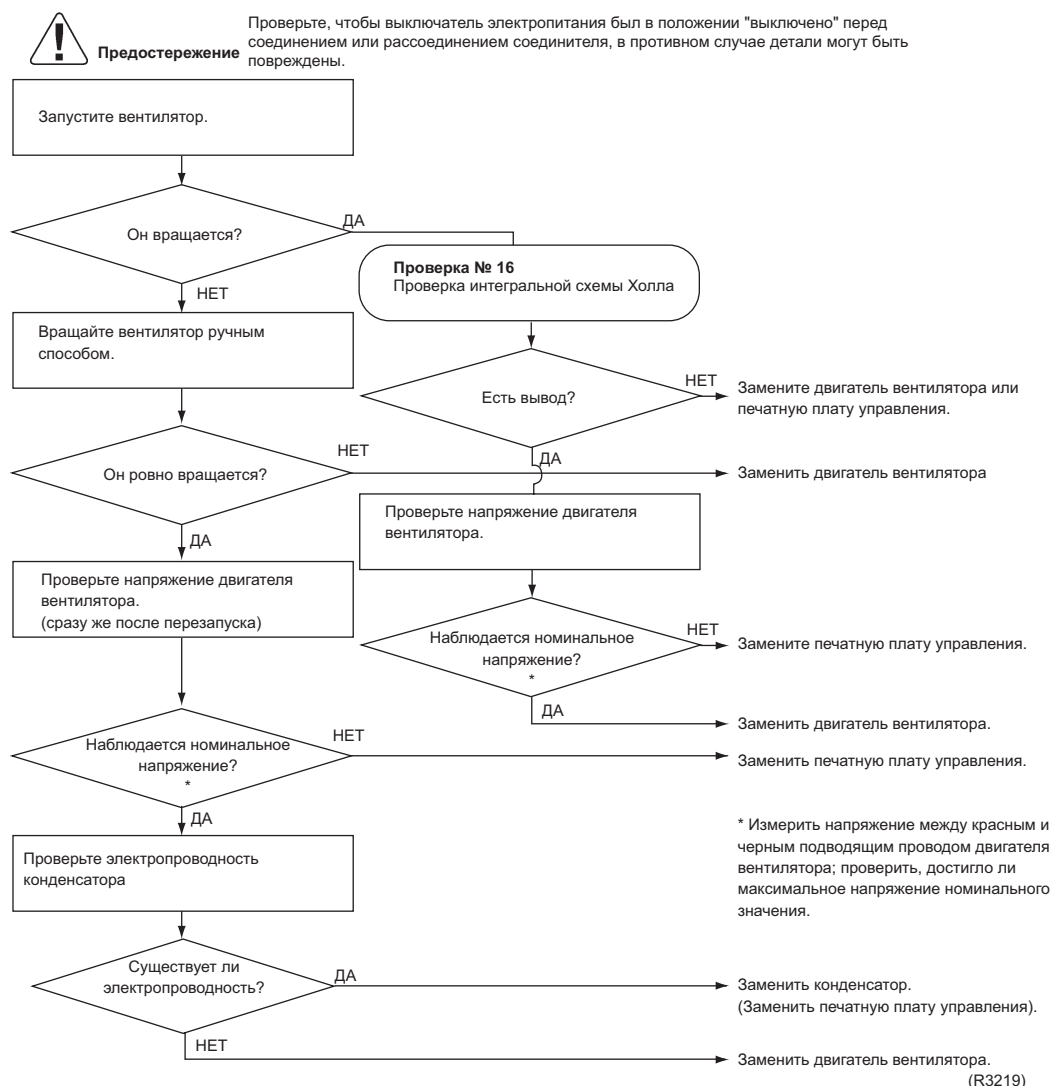 Проверьте, чтобы выключатель электропитания был в положении "выключено" перед
соединением или рассоединением соединителя, в противном случае детали могут быть
Предостережение повреждены.
Запустите вентилятор.
Он вращается?
ДА
Проверка № 16
Проверка интегральной схемы Холла
НЕТ
Вращайте вентилятор ручным
способом.
Есть вывод?
НЕТ
Замените двигатель вентилятора или
печатную плату управления.
ДА
Он ровно вращается?
НЕТ
Заменить двигатель вентилятора
Проверьте напряжение двигателя
вентилятора.
ДА
Проверьте напряжение двигателя
вентилятора.
(сразу же после перезапуска)
Наблюдается номинальное
напряжение?
*
НЕТ
Замените печатную плату управления.
ДА
Заменить двигатель вентилятора.
Наблюдается номинальное
напряжение?
*
НЕТ
Заменить печатную плату управления.
ДА
* Измерить напряжение между красным и
черным подводящим проводом двигателя
вентилятора; проверить, достигло ли
максимальное напряжение номинального
значения.
Проверьте электропроводность
конденсатора
Существует ли
электропроводность?
ДА
Заменить конденсатор.
(Заменить печатную плату управления).
НЕТ
Заменить двигатель вентилятора.
(R3219)